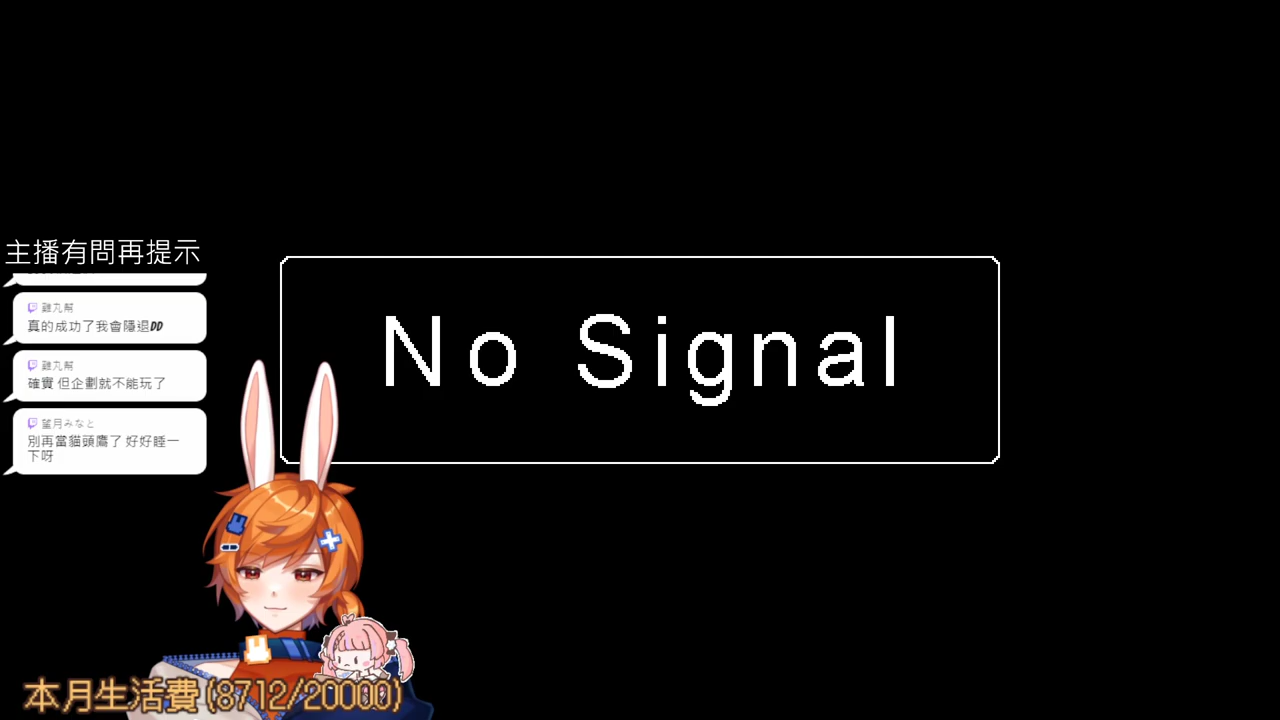 主播有問再提示
雞丸幫
真的成功了我會隱退DD
雞丸幫
確實 但企劃就不能玩了
望月みなと
別再當貓頭鷹了 好好睡一
下呀
No Signal
本月生活費(8712/20000)